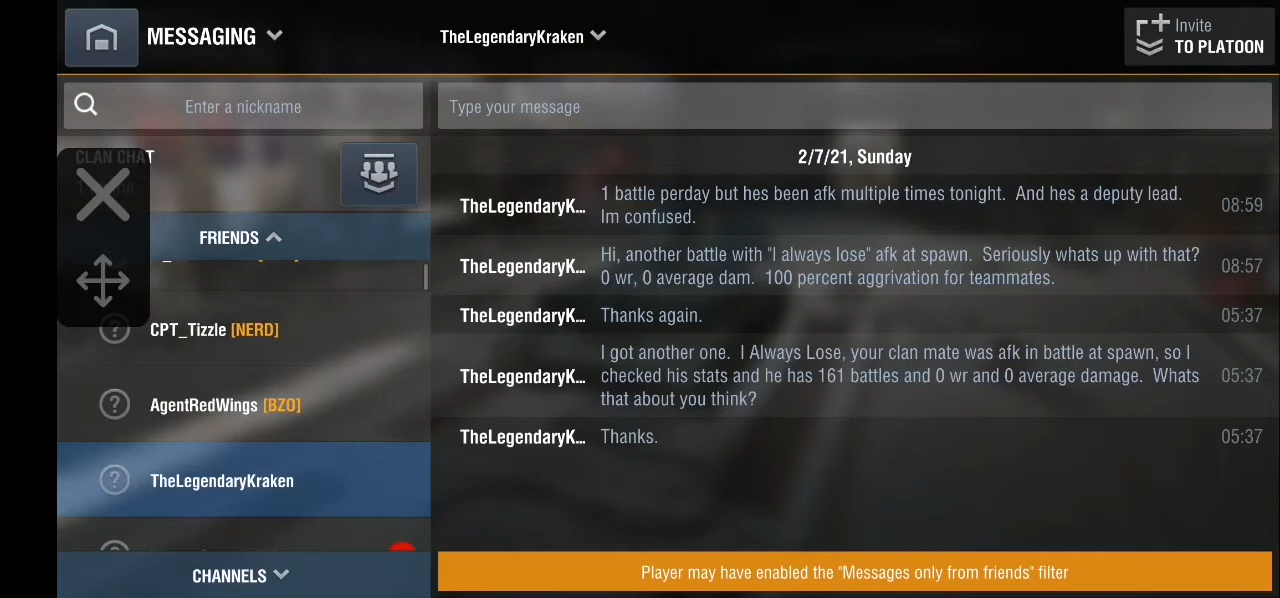 MESSAGING
TheLegendaryKraken
Invite
TO PLATOON
Enter a nickname
Type your message
CLAN CHAT
FRIENDS
CPT_Tizzle [NERD]
AgentRedWings [BZO]
TheLegendaryKraken
CHANNELS
2/7/21, Sunday
TheLegendaryK... 1 battle perday but hes been afk multiple times tonight. And hes a deputy lead. 08:59
Im confused.
TheLegendaryK... Hi, another battle with "I always lose" afk at spawn. Seriously whats up with that? 08:57
0 wr, 0 average dam. 100 percent aggrivation for teammates.
TheLegendaryK... Thanks again. 05:37
I got another one. I Always Lose, your clan mate was afk in battle at spawn, so I
TheLegendaryK... checked his stats and he has 161 battles and 0 wr and 0 average damage. Whats 05:37
that about you think?
TheLegendaryK... Thanks. 05:37
Player may have enabled the "Messages only from friends" filter